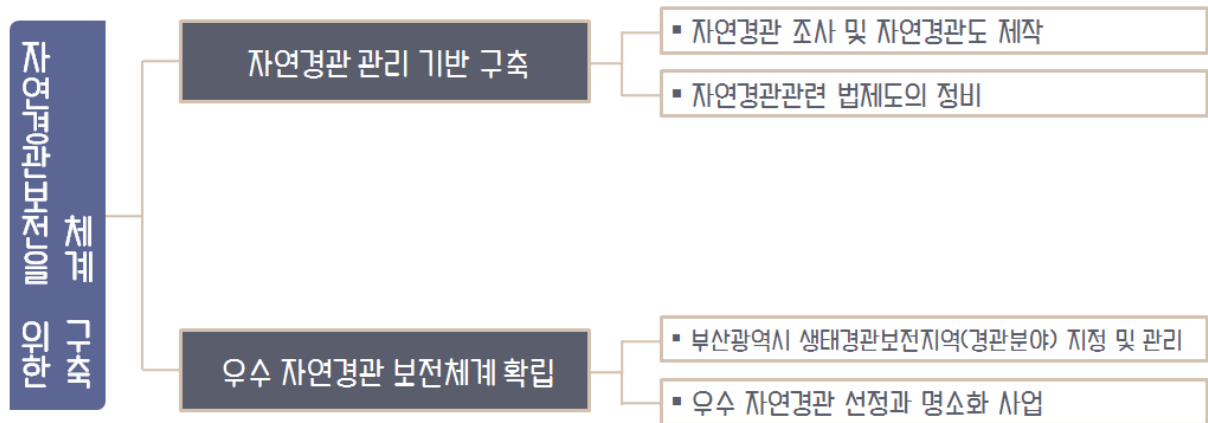 자연경관보전을 위한
체계 구축
자연경관 관리 기반 구축
▪ 자연경관 조사 및 자연경관도 제작
▪ 자연경관관련 법제도의 정비
우수 자연경관 보전체계 확립
▪ 부산광역시 생태경관보전지역(경관분야) 지정 및 관리
▪ 우수 자연경관 선정과 명소화 사업